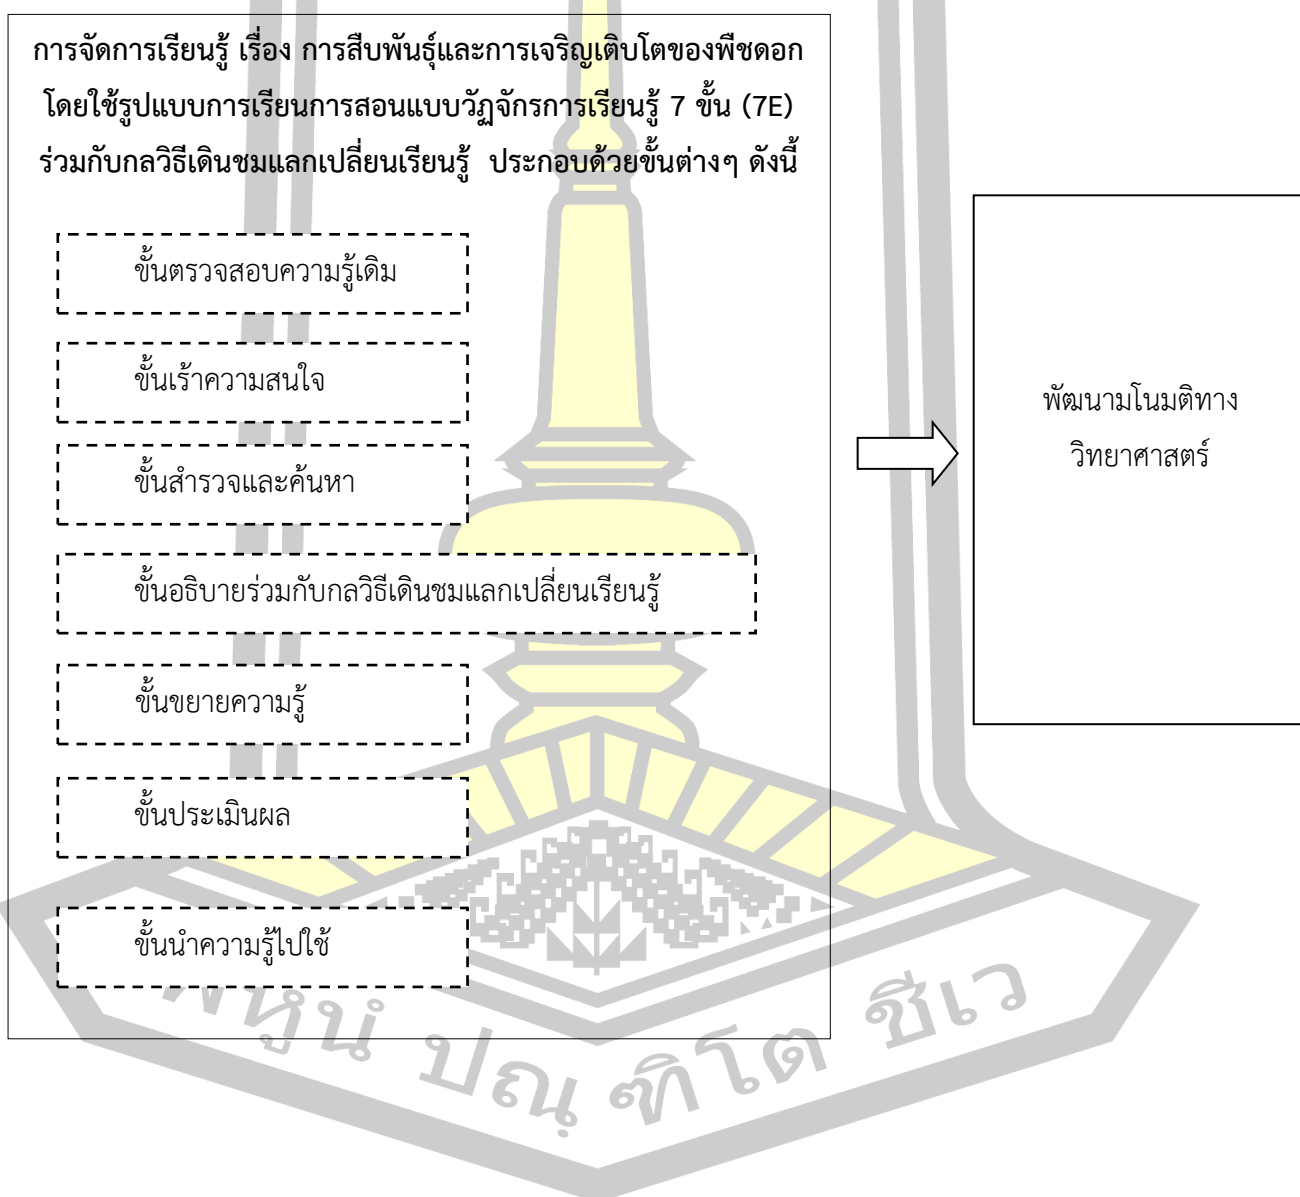 การจัดการเรียนรู้ เรื่อง การสืบพันธุ์และการเจริญเติบโตของพืชดอก
โดยใช้รูปแบบการเรียนการสอนแบบวัฏจักรการเรียนรู้ 7 ขั้น (7E)
ร่วมกับกลวิธีเดินชมแลกเปลี่ยนเรียนรู้ ประกอบด้วยขั้นต่างๆ ดังนี้
ขั้นตรวจสอบความรู้เดิม
ขั้นเร้าความสนใจ
ขั้นสำรวจและค้นหา
ขั้นอธิบายร่วมกับกลวิธีเดินชมแลกเปลี่ยนเรียนรู้
ขั้นขยายความรู้
ขั้นประเมินผล
ขั้นนำความรู้ไปใช้
พัฒนามโนมติทาง
วิทยาศาสตร์
พหูนํ ปณฺฑิโต ชีเว